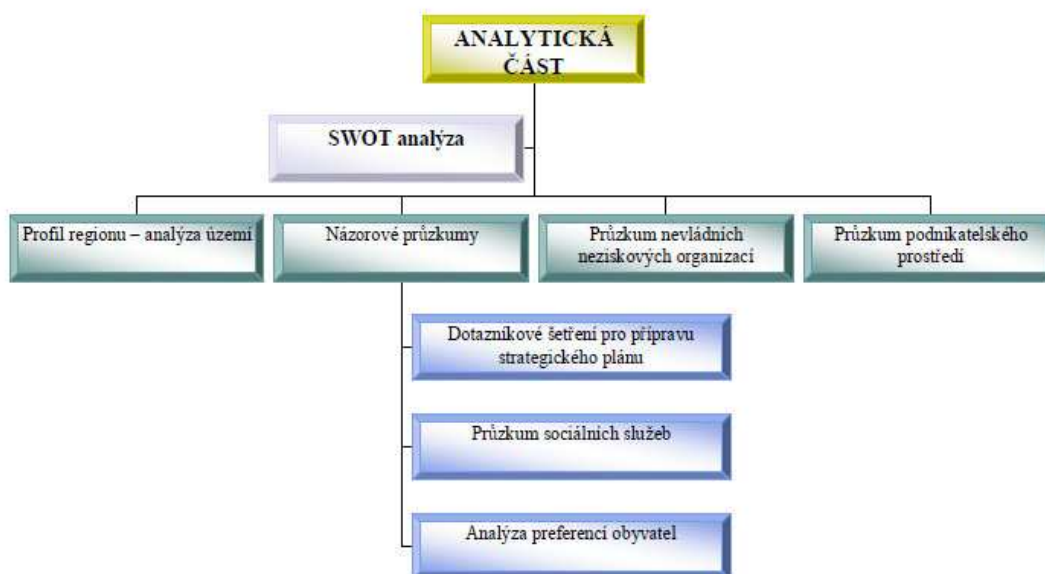 ANALYTICKÁ
ČÁST
SWOT analýza
Profil regionu – analýza území
Názorové průzkumy
Průzkum nevládních
neziskových organizací
Průzkum podnikatelského
prostředí
Dotazníkové šetření pro přípravu
strategického plánu
Průzkum sociálních služeb
Analýza preferencí obyvatel